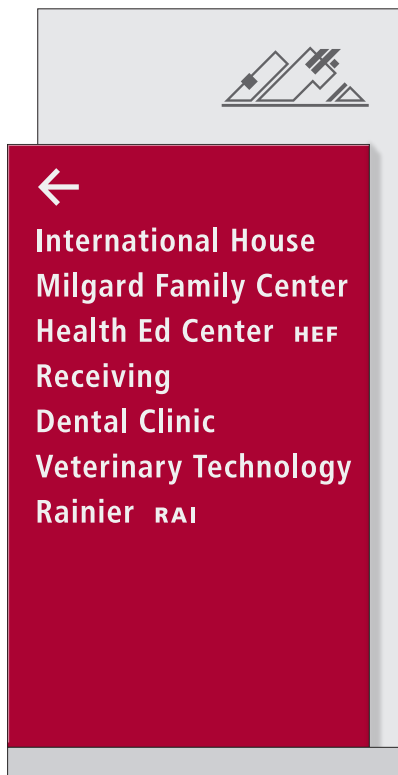 ←
International House
Milgard Family Center
Health Ed Center HEF
Receiving
Dental Clinic
Veterinary Technology
Rainier RAI